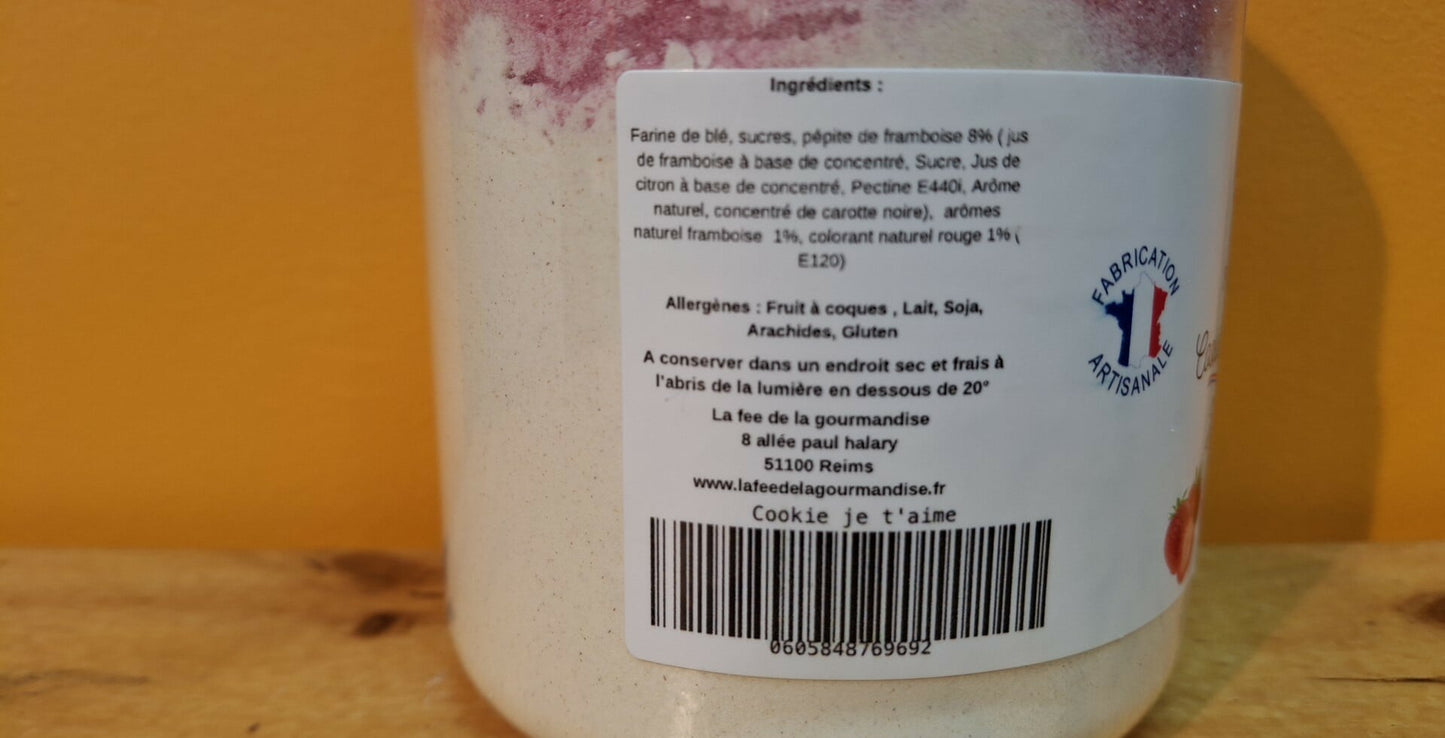 Ingrédients :
Farine de blé, sucres, pépite de framboise 8% ( jus
de framboise à base de concentré, Sucre, Jus de
citron à base de concentré, Pectine E440i, Arôme
naturel, concentré de carotte noire), arômes
naturel framboise 1%, colorant naturel rouge 1% (
E120)
Allergènes : Fruit à coques , Lait, Soja,
Arachides, Gluten
A conserver dans un endroit sec et frais à
l'abris de la lumière en dessous de 20°
La fee de la gourmandise
8 allée paul halary
51100 Reims
www.lafeedelagourmandise.fr
Cookie je t'aime
0605848769692
FABRICATION
ARTISANALE